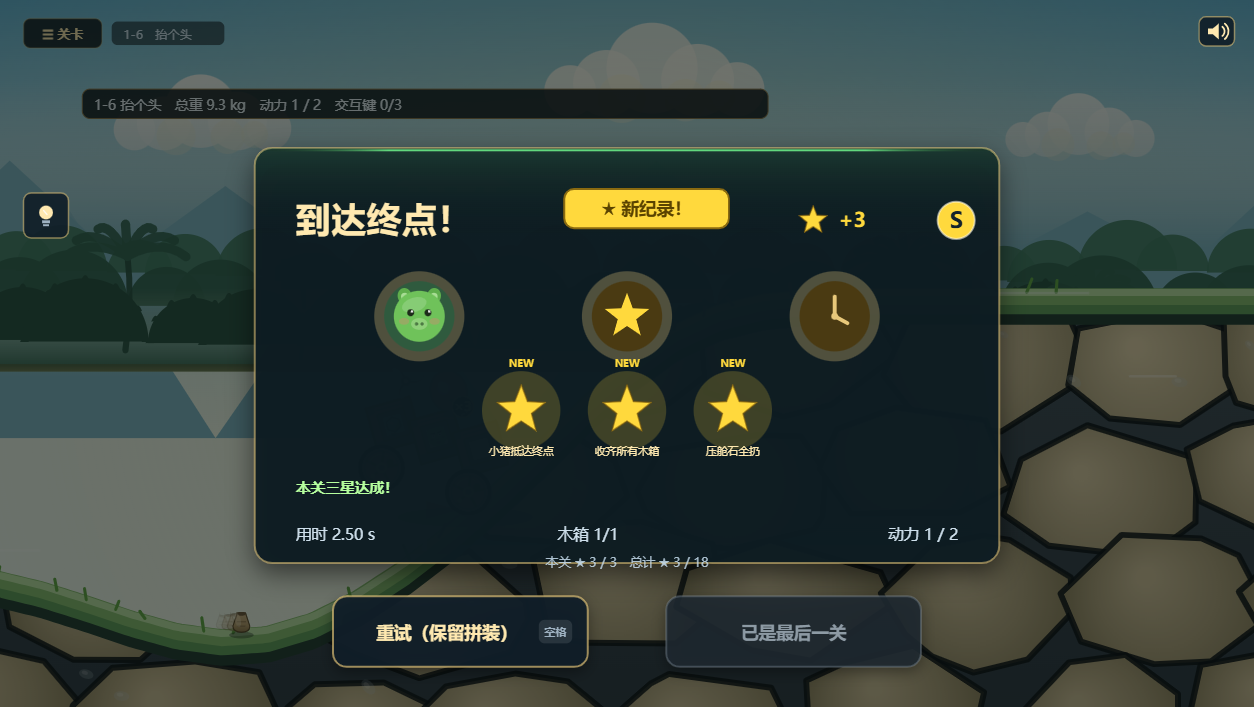 ☰ 关卡
1-6 抬个头
1-6 抬个头 总重 9.3 kg 动力 1 / 2 交互键 0/3
到达终点！
★ 新纪录！
+3
S
NEW NEW NEW
小猪抵达终点 收齐所有木箱 压舱石全扔
本关三星达成！
用时 2.50 s 木箱 1/1 动力 1 / 2
本关 ★ 3 / 3 总计 ★ 3 / 18
重试（保留拼装） 空格
已是最后一关